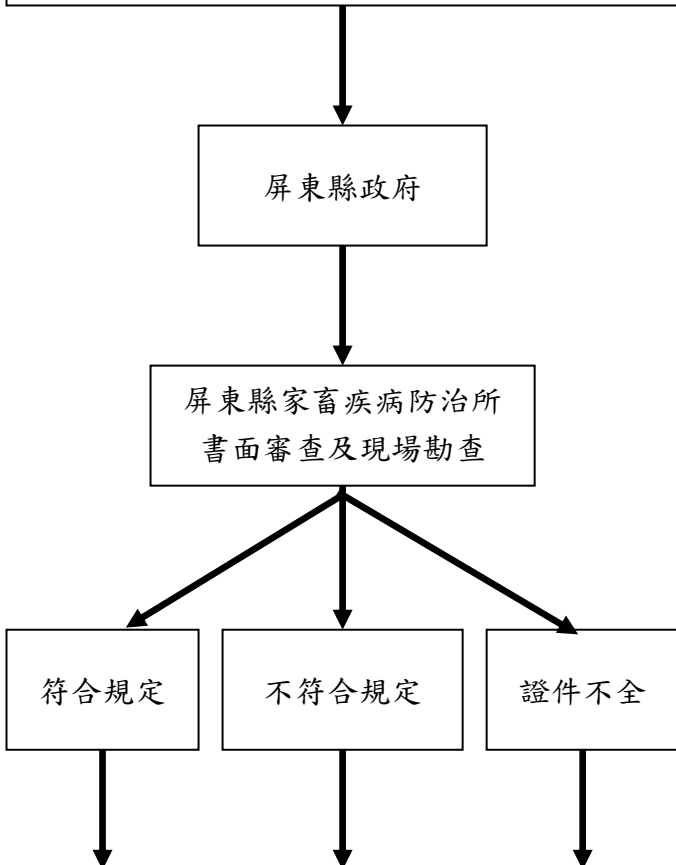 屏東縣政府
屏東縣家畜疾病防治所
書面審查及現場勘查
符合規定
不符合規定
證件不全